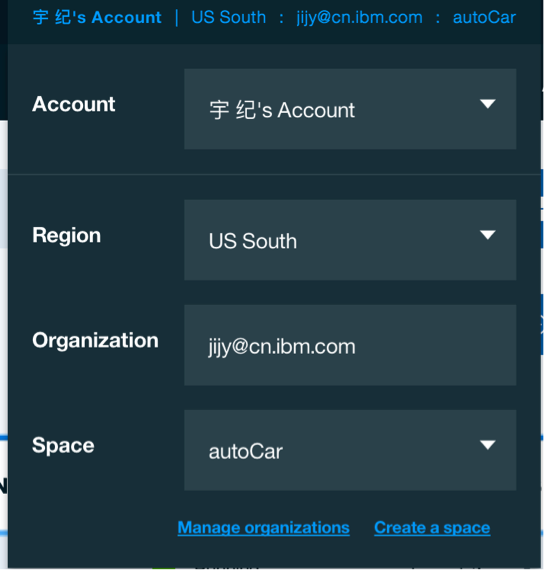 宇 纪's Account | US South : jijy@cn.ibm.com : autoCar
Account 宇 纪's Account
Region US South
Organization jijy@cn.ibm.com
Space autoCar
Manage organizations Create a space